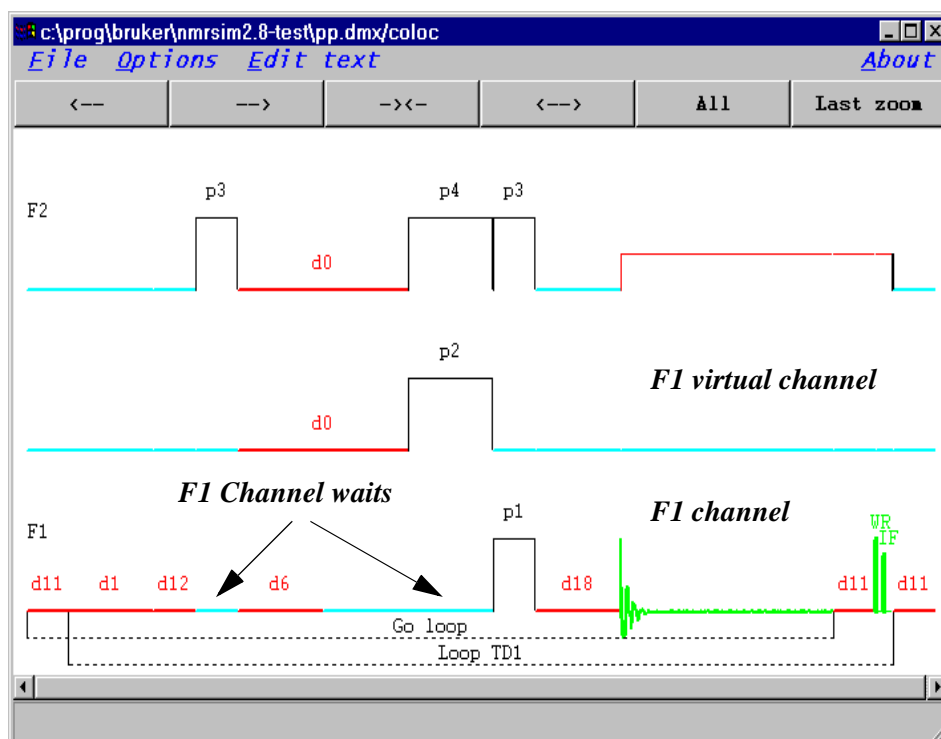 c:\prog\bruker\nmrsim2.8-test\pp.dmx/coloc
File Options Edit text About
<-- --> -><- <--> All Last zoom
p3 p4 p3
F2
d0
p2
F1 virtual channel
d0
F1 Channel waits
p1 F1 channel
F1 WR
IF
d11 d1 d12 d6 d18 d11 d11
Go loop
Loop TD1